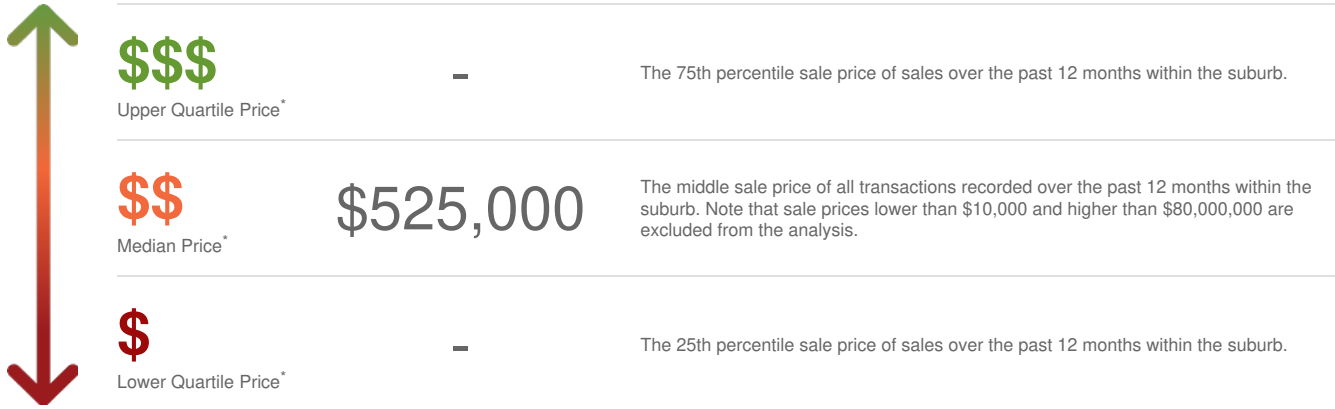 $$$
Upper Quartile Price*
-
The 75th percentile sale price of sales over the past 12 months within the suburb.
$$
Median Price*
$525,000
The middle sale price of all transactions recorded over the past 12 months within the
suburb. Note that sale prices lower than $10,000 and higher than $80,000,000 are
excluded from the analysis.
$
Lower Quartile Price*
-
The 25th percentile sale price of sales over the past 12 months within the suburb.